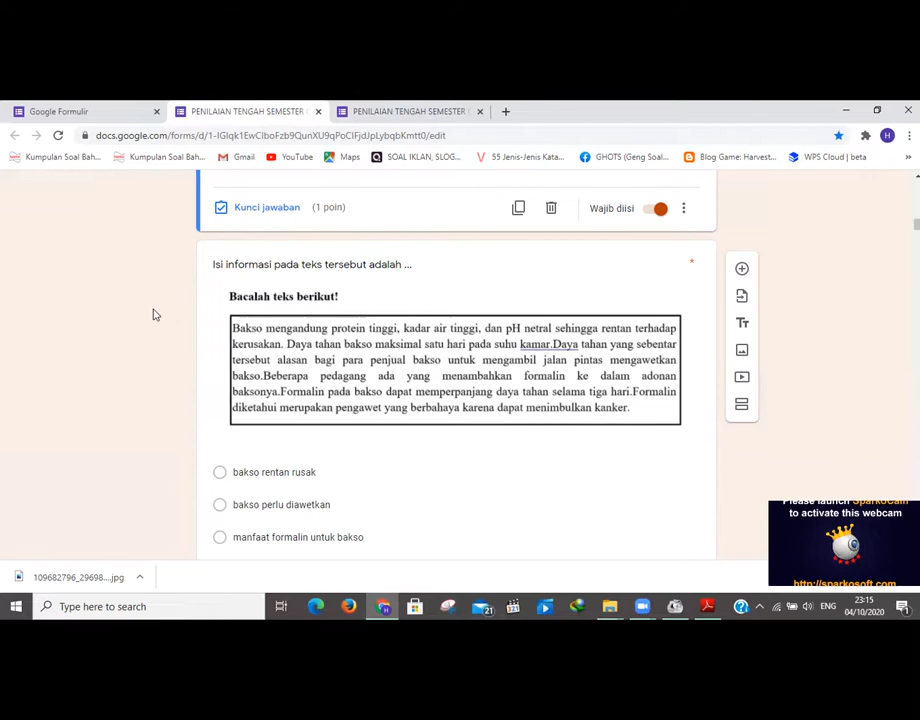 Google Formulir
PENILAIAN TENGAH SEMESTER
PENILAIAN TENGAH SEMESTER
docs.google.com/forms/d/1-IGIqk1EwCIboFzb9QunXU9qPoCIFjdJpLybqbKmtt0/edit
H
Kumpulan Soal Bah...
Kumpulan Soal Bah...
Gmail
YouTube
Maps
SOAL IKLAN, SLOG...
55 Jenis-Jenis Kata...
GHOTS (Geng Soal...
Blog Game: Harvest...
WPS Cloud | beta
Kunci jawaban (1 poin)
Wajib diisi
Isi informasi pada teks tersebut adalah ... *
Bacalah teks berikut!
Bakso mengandung protein tinggi, kadar air tinggi, dan pH netral sehingga rentan terhadap
kerusakan. Daya tahan bakso maksimal satu hari pada suhu kamar.Daya tahan yang sebentar
tersebut alasan bagi para penjual bakso untuk mengambil jalan pintas mengawetkan
bakso.Beberapa pedagang ada yang menambahkan formalin ke dalam adonan
baksonya.Formalin pada bakso dapat memperpanjang daya tahan selama tiga hari.Formalin
diketahui merupakan pengawet yang berbahaya karena dapat menimbulkan kanker.
bakso rentan rusak
bakso perlu diawetkan
manfaat formalin untuk bakso
Please launch SparkoCam
to activate this webcam
http://sparkosoft.com
109682796_29698....jpg
Type here to search
21
ENG
23:15
04/10/2020
1